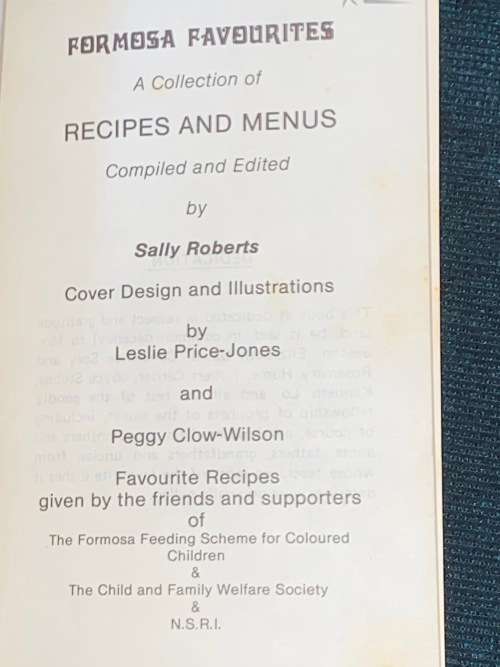 FORMOSA FAVOURITES
A Collection of
RECIPES AND MENUS
Compiled and Edited
by
Sally Roberts
Cover Design and Illustrations
by
Leslie Price-Jones
and
Peggy Clow-Wilson
Favourite Recipes
given by the friends and supporters
of
The Formosa Feeding Scheme for Coloured
Children
&
The Child and Family Welfare Society
&
N.S.R.I.